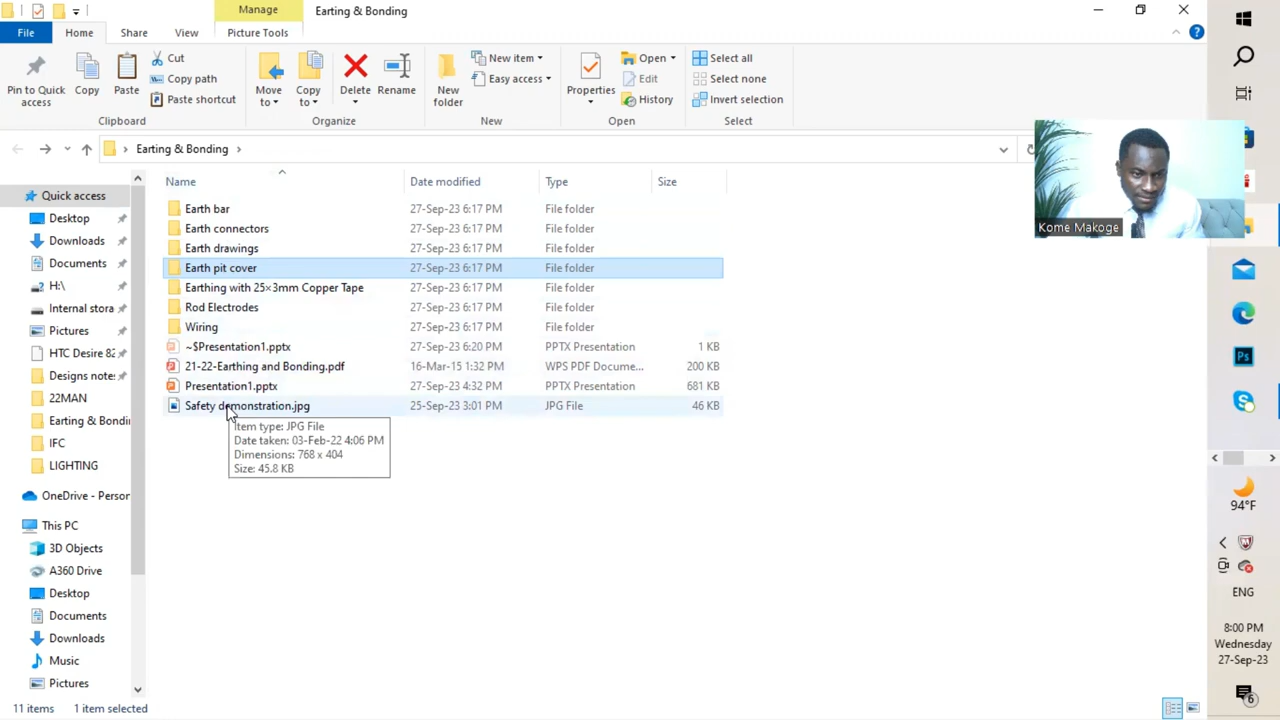 Manage
Earting & Bonding
File
Home
Share
View
Picture Tools
Pin to Quick access
Copy
Paste
Cut
Copy path
Paste shortcut
Clipboard
Move to
Copy to
Delete
Rename
Organize
New folder
New item
Easy access
New
Properties
Open
Edit
History
Open
Select all
Select none
Invert selection
Select
Earting & Bonding
Name
Date modified
Type
Size
Earth bar 27-Sep-23 6:17 PM File folder
Earth connectors 27-Sep-23 6:17 PM File folder
Earth drawings 27-Sep-23 6:17 PM File folder
Earth pit cover 27-Sep-23 6:17 PM File folder
Earthing with 25×3mm Copper Tape 27-Sep-23 6:17 PM File folder
Rod Electrodes 27-Sep-23 6:17 PM File folder
Wiring 27-Sep-23 6:17 PM File folder
~$Presentation1.pptx 27-Sep-23 6:20 PM PPTX Presentation 1 KB
21-22-Earthing and Bonding.pdf 16-Mar-15 1:32 PM WPS PDF Docume... 200 KB
Presentation1.pptx 27-Sep-23 4:32 PM PPTX Presentation 681 KB
Safety demonstration.jpg 25-Sep-23 3:01 PM JPG File 46 KB
Item type: JPG File
Date taken: 03-Feb-22 4:06 PM
Dimensions: 768 x 404
Size: 45.8 KB
Quick access
Desktop
Downloads
Documents
H:\
Internal stora
Pictures
HTC Desire 82
Designs note:
22MAN
Earting & Bondi
IFC
LIGHTING
OneDrive - Person
This PC
3D Objects
A360 Drive
Desktop
Documents
Downloads
Music
Pictures
11 items
1 item selected
Kome Makoge
Ps
94°F
ENG
8:00 PM
Wednesday
27-Sep-23
6